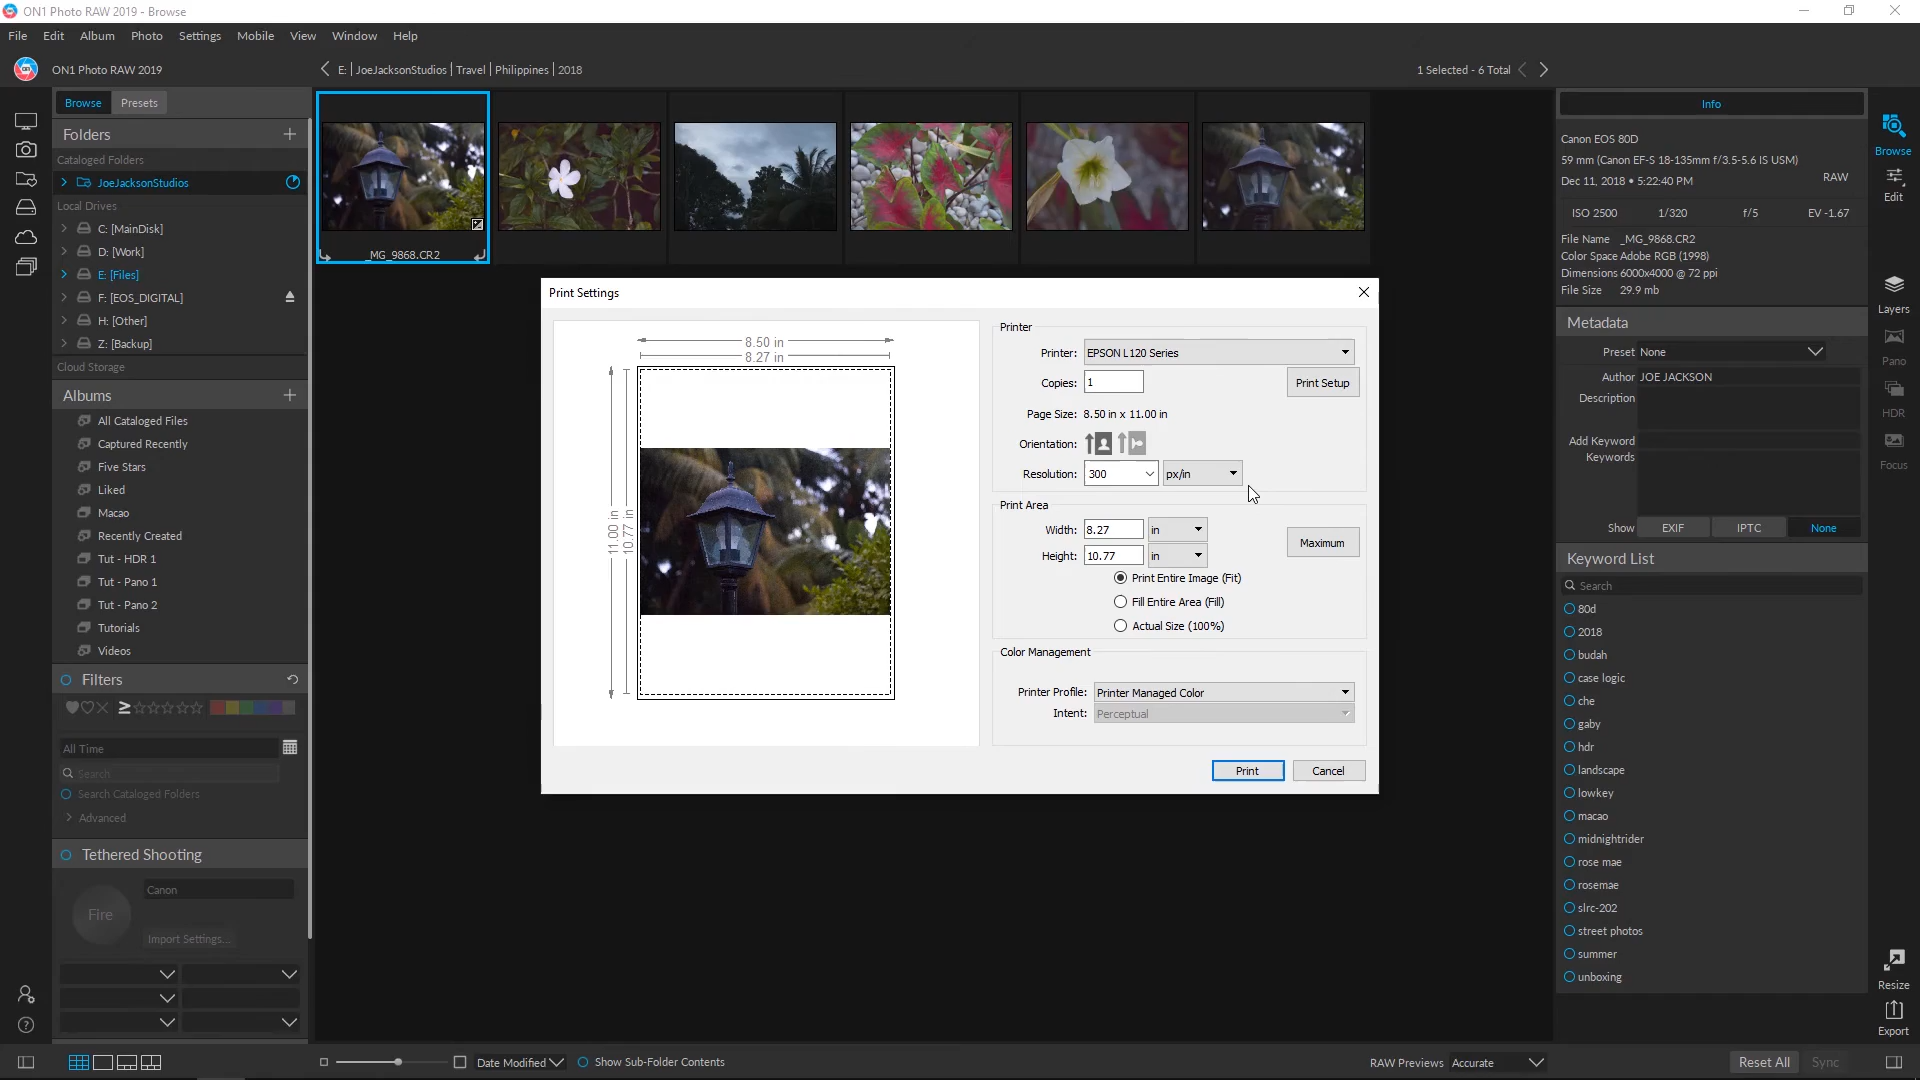 ON1 Photo RAW 2019 - Browse
File Edit Album Photo Settings Mobile View Window Help
ON1 Photo RAW 2019
E: JoeJacksonStudios Travel Philippines 2018
1 Selected - 6 Total
Browse Presets
Folders
Cataloged Folders
JoeJacksonStudios
Local Drives
C: [MainDisk]
D: [Work]
E: [Files]
F: [EOS_DIGITAL]
H: [Other]
Z: [Backup]
Cloud Storage
Albums
All Cataloged Files
Captured Recently
Five Stars
Liked
Macao
Recently Created
Tut - HDR 1
Tut - Pano 1
Tut - Pano 2
Tutorials
Videos
Filters
All Time
Search
Search Cataloged Folders
Advanced
Tethered Shooting
Canon
Fire
Import Settings...
_MG_9868.CR2
Print Settings
8.50 in
8.27 in
11.00 in
10.77 in
Printer
Printer: EPSON L120 Series
Copies: 1
Print Setup
Page Size: 8.50 in x 11.00 in
Orientation:
Resolution: 300 px/in
Print Area
Width: 8.27 in
Height: 10.77 in
Maximum
Print Entire Image (Fit)
Fill Entire Area (Fill)
Actual Size (100%)
Color Management
Printer Profile: Printer Managed Color
Intent: Perceptual
Print Cancel
Info
Canon EOS 80D
59 mm (Canon EF-S 18-135mm f/3.5-5.6 IS USM)
Dec 11, 2018 • 5:22:40 PM
RAW
ISO 2500 1/320 f/5 EV -1.67
File Name _MG_9868.CR2
Color Space Adobe RGB (1998)
Dimensions 6000x4000 @ 72 ppi
File Size 29.9 mb
Metadata
Preset None
Author JOE JACKSON
Description
Add Keyword
Keywords
Show EXIF IPTC None
Keyword List
Search
80d
2018
budah
case logic
che
gaby
hdr
landscape
lowkey
macao
midnightrider
rose mae
rosemae
slrc-202
street photos
summer
unboxing
Browse
Edit
Layers
Pano
HDR
Focus
Resize
Export
Date Modified
Show Sub-Folder Contents
RAW Previews Accurate
Reset All Sync